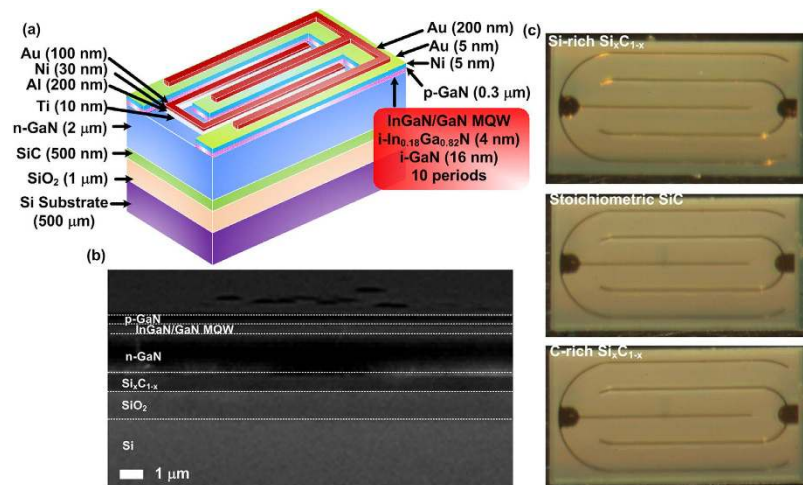 (a)
Au (100 nm)
Ni (30 nm)
Al (200 nm)
Ti (10 nm)
n-GaN (2 μm)
SiC (500 nm)
SiO₂ (1 μm)
Si Substrate
(500 μm)
Au (200 nm)
Au (5 nm)
Ni (5 nm)
p-GaN (0.3 μm)
InGaN/GaN MQW
i-In₀.₁₈Ga₀.₈₂N (4 nm)
i-GaN (16 nm)
10 periods
(b)
p-GaN
InGaN/GaN MQW
n-GaN
SiₓC₁₋ₓ
SiO₂
Si
1 μm
(c)
Si-rich SiₓC₁₋ₓ
Stoichiometric SiC
C-rich SiₓC₁₋ₓ